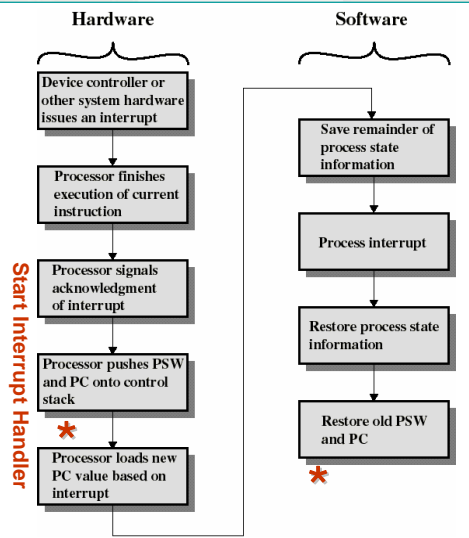 Hardware
Device controller or
other system hardware
issues an interrupt
Processor finishes
execution of current
instruction
Processor signals
acknowledgment
of interrupt
Processor pushes PSW
and PC onto control
stack
*
Processor loads new
PC value based on
interrupt
Start Interrupt Handler
Software
Save remainder of
process state
information
Process interrupt
Restore process state
information
Restore old PSW
and PC
*